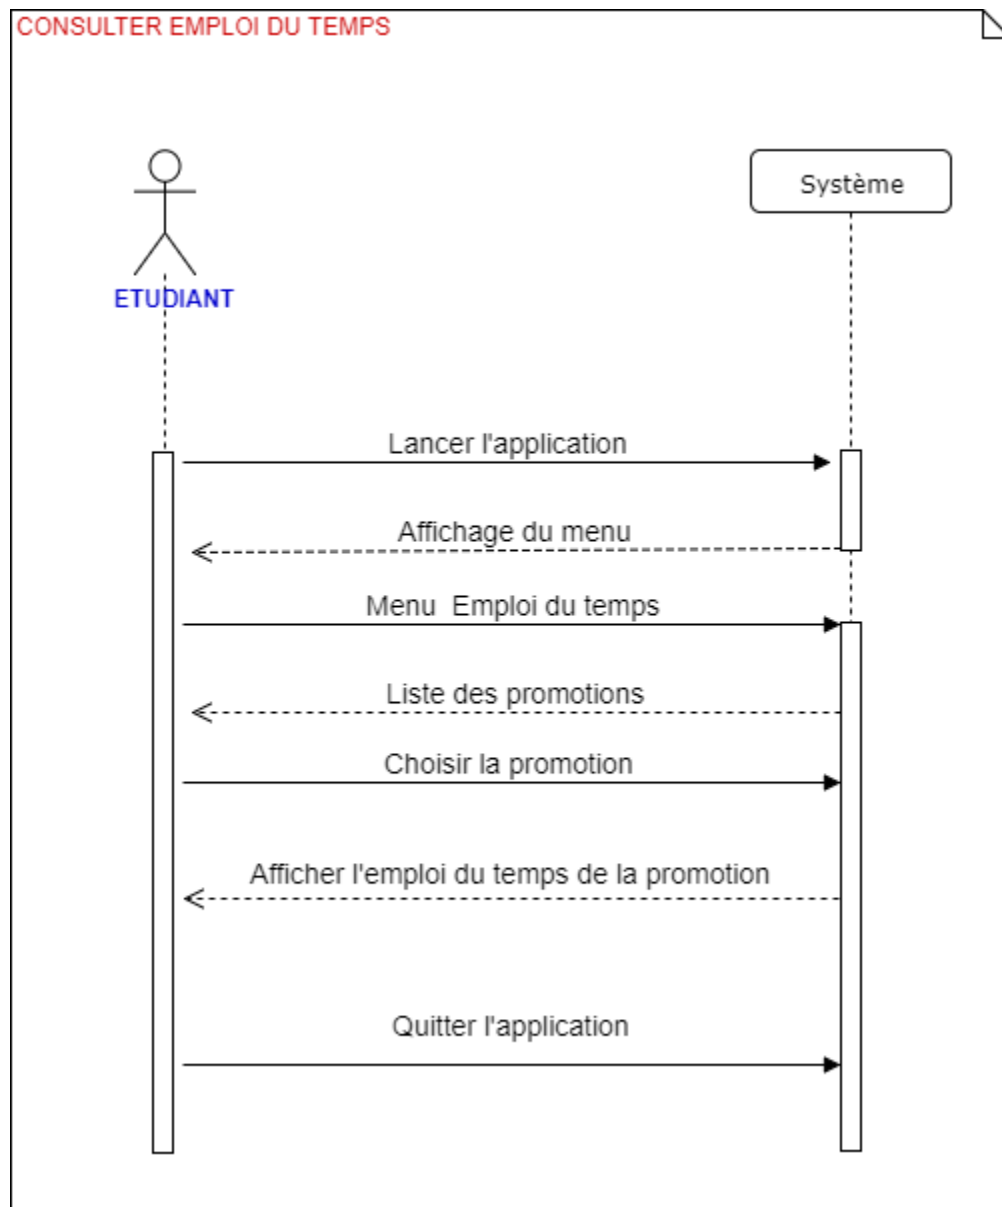 CONSULTER EMPLOI DU TEMPS
Système
ETUDIANT
Lancer l'application
Affichage du menu
Menu  Emploi du temps
Liste des promotions
Choisir la promotion
Afficher l'emploi du temps de la promotion
Quitter l'application